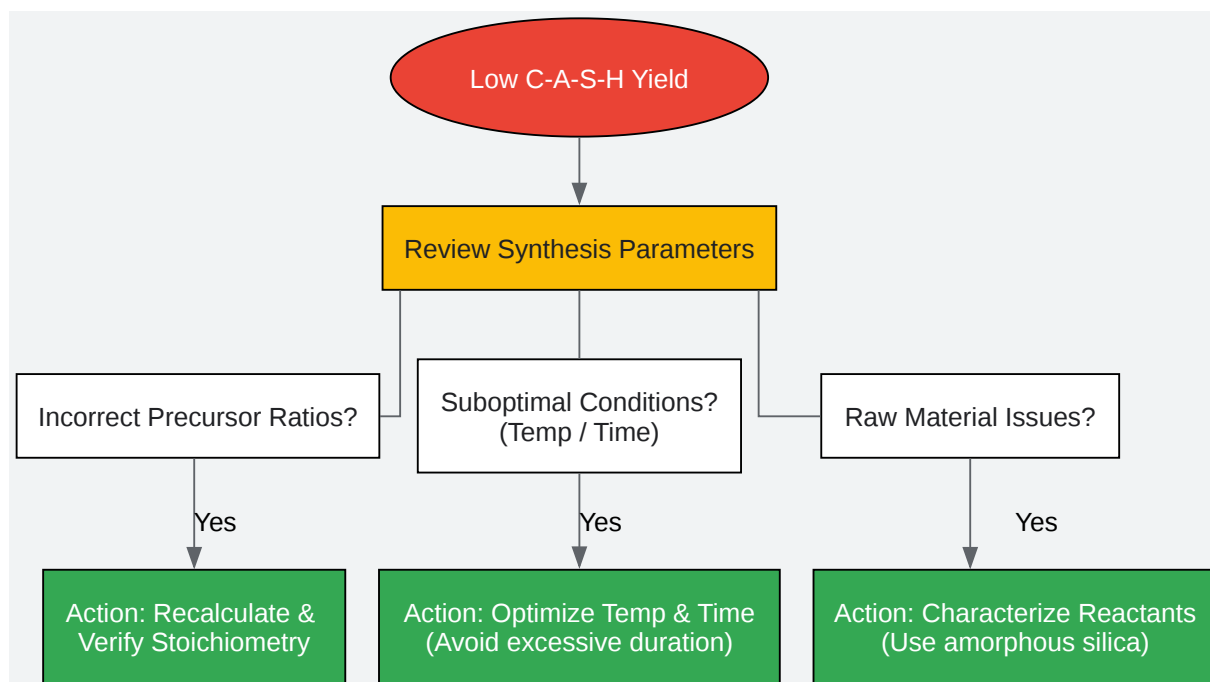 Low C-A-S-H Yield
Review Synthesis Parameters
Incorrect Precursor Ratios?
Suboptimal Conditions?
(Temp / Time)
Raw Material Issues?
Yes
Yes
Yes
Action: Recalculate &
Verify Stoichiometry
Action: Optimize Temp & Time
(Avoid excessive duration)
Action: Characterize Reactants
(Use amorphous silica)